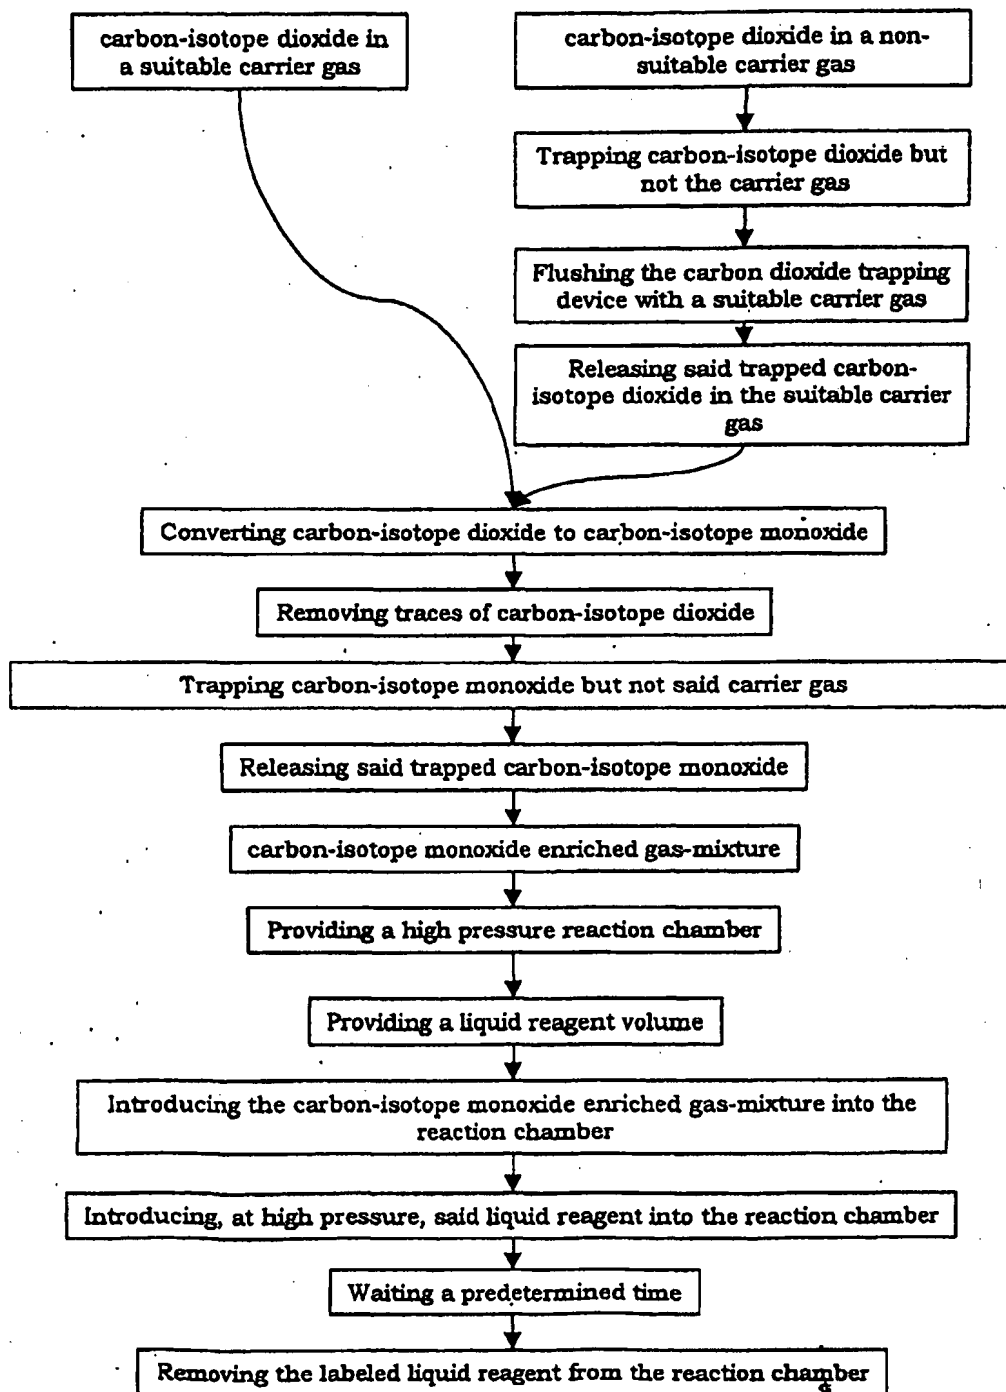 carbon-isotope dioxide in
a suitable carrier gas
carbon-isotope dioxide in a non-
suitable carrier gas
Trapping carbon-isotope dioxide but
not the carrier gas
Flushing the carbon dioxide trapping
device with a suitable carrier gas
Releasing said trapped carbon-
isotope dioxide in the suitable carrier
gas
Converting carbon-isotope dioxide to carbon-isotope monoxide
Removing traces of carbon-isotope dioxide
Trapping carbon-isotope monoxide but not said carrier gas
Releasing said trapped carbon-isotope monoxide
carbon-isotope monoxide enriched gas-mixture
Providing a high pressure reaction chamber
Providing a liquid reagent volume
Introducing the carbon-isotope monoxide enriched gas-mixture into the
reaction chamber
Introducing, at high pressure, said liquid reagent into the reaction chamber
Waiting a predetermined time
Removing the labeled liquid reagent from the reaction chamber